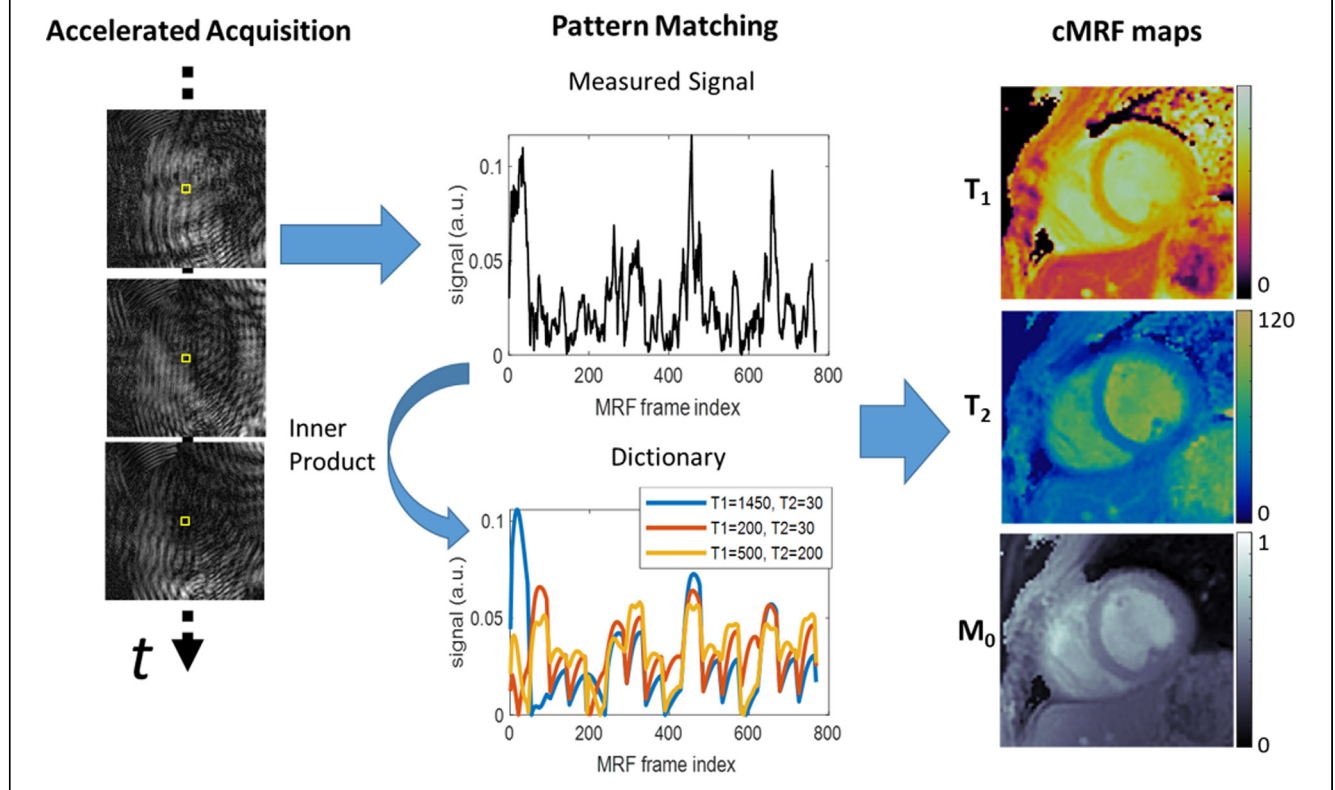 Accelerated Acquisition
t
Pattern Matching
Measured Signal
signal (a.u.)
0.1
0.05
0
0 200 400 600 800
MRF frame index
Inner
Product
Dictionary
T1=1450, T2=30
T1=200, T2=30
T1=500, T2=200
signal (a.u.)
0.1
0.05
0
0 200 400 600 800
MRF frame index
cMRF maps
T1
0
T2
120
0
M0
1
0